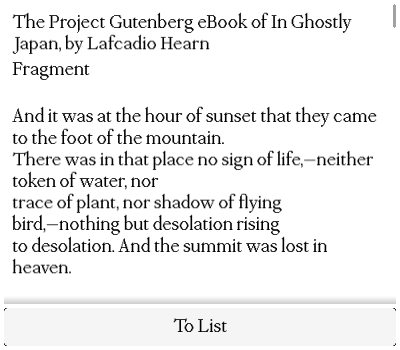 The Project Gutenberg eBook of In Ghostly
Japan, by Lafcadio Hearn
Fragment
And it was at the hour of sunset that they came
to the foot of the mountain.
There was in that place no sign of life,—neither
token of water, nor
trace of plant, nor shadow of flying
bird,—nothing but desolation rising
to desolation. And the summit was lost in
heaven.
To List